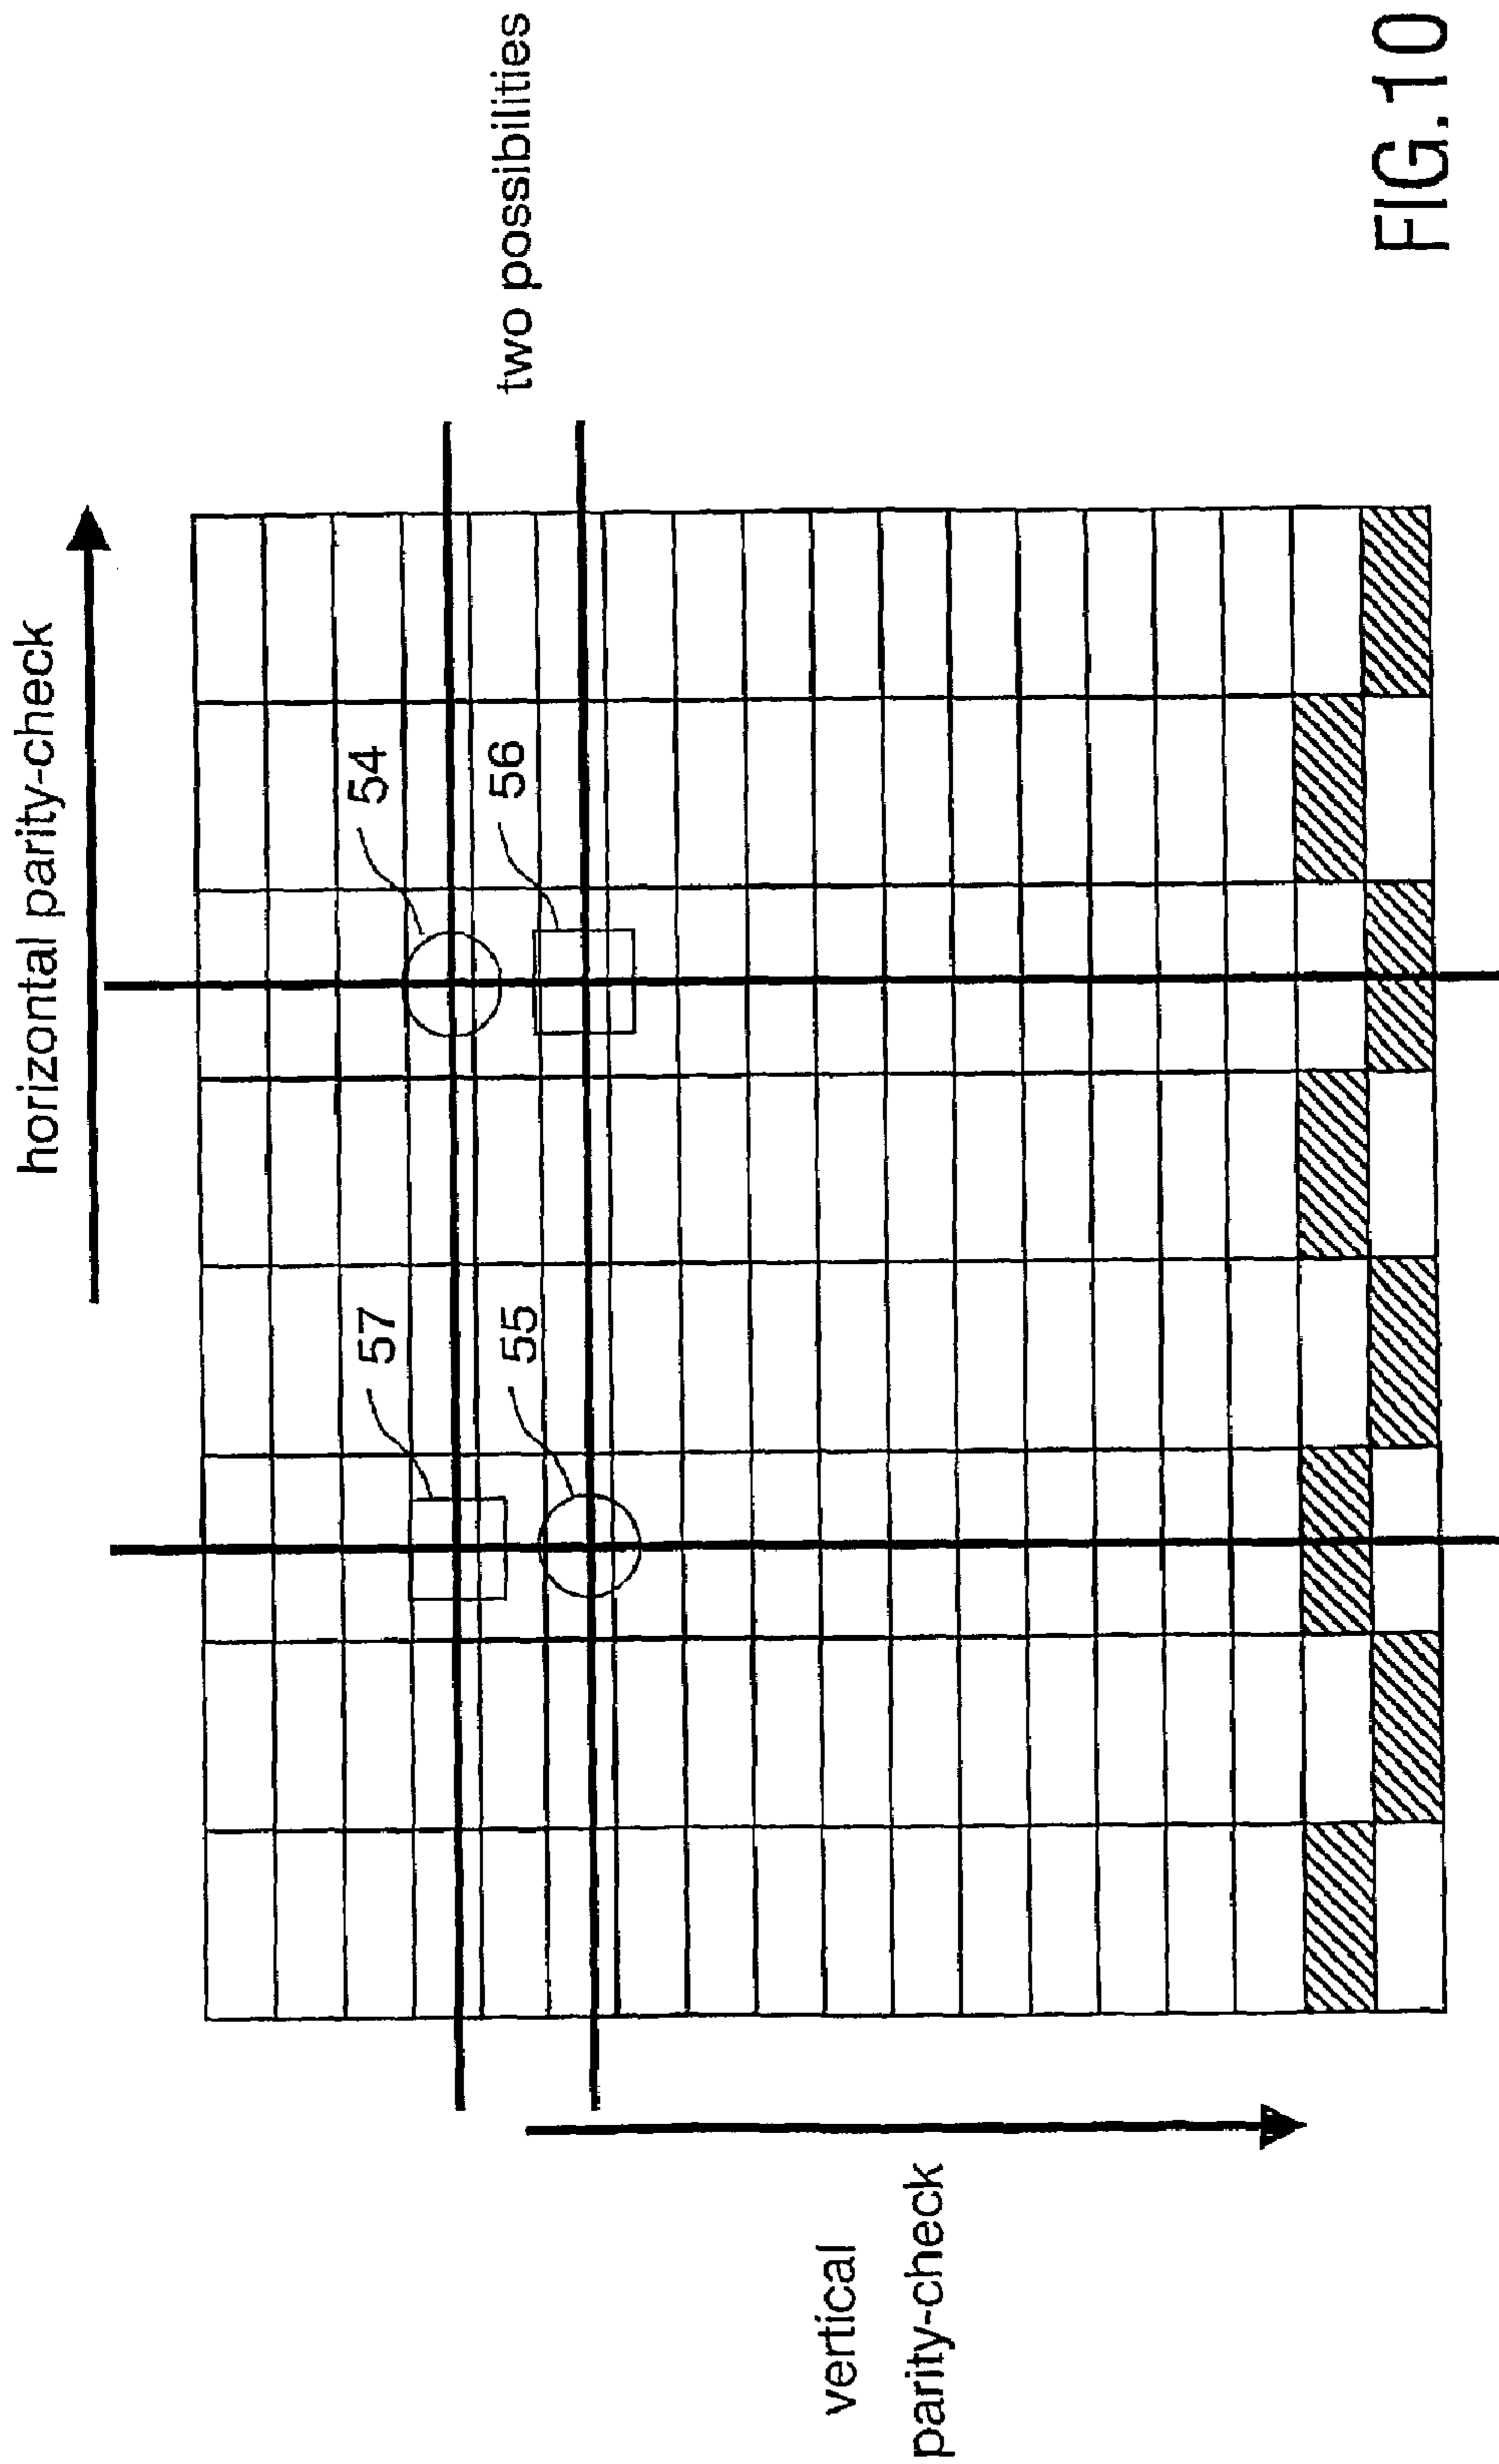 horizontal parity-check
two possibilities
54
56
57
55
vertical
parity-check
FIG.10